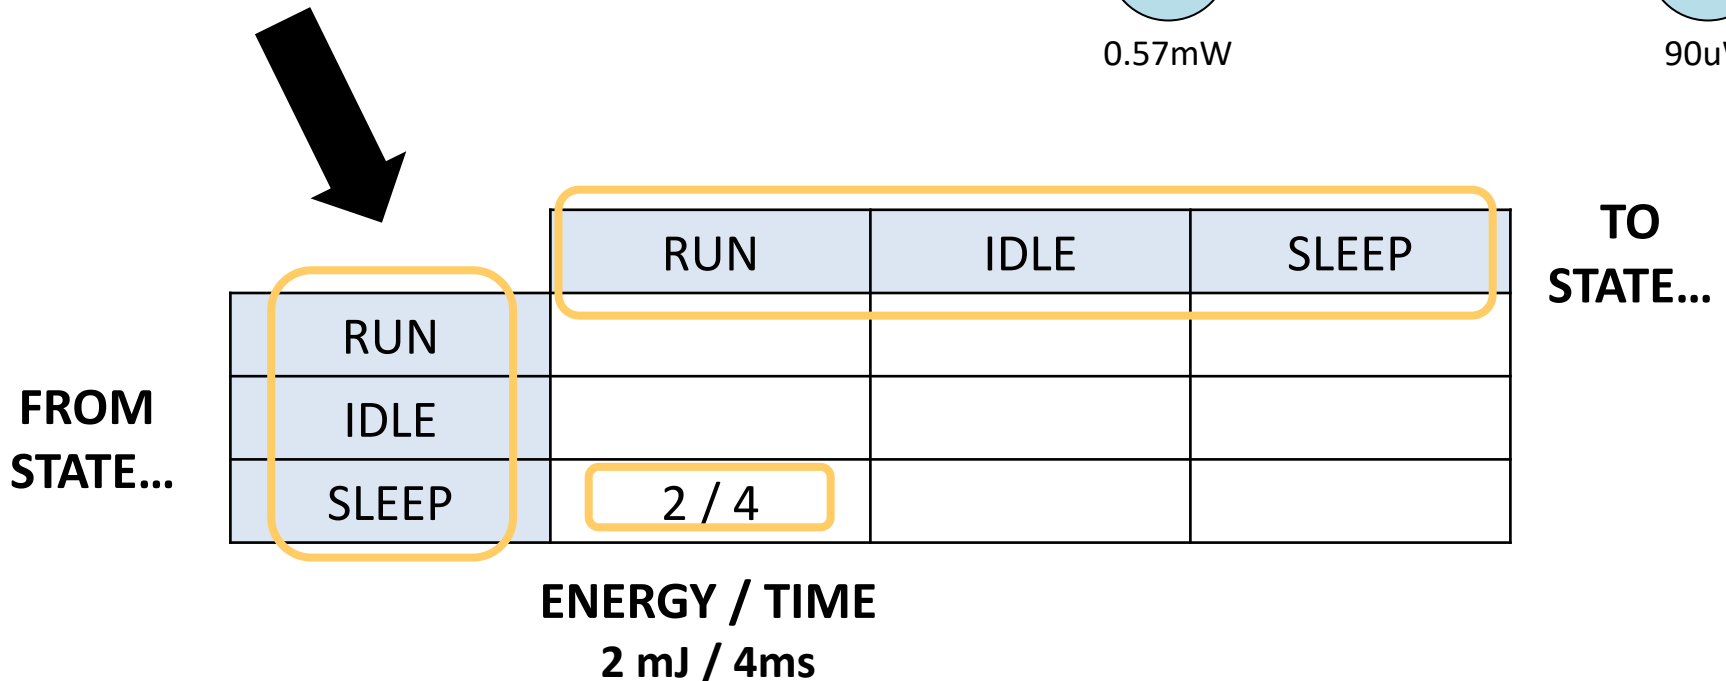 0.57mW
90u
TO
STATE…
RUN IDLE SLEEP
RUN
FROM
STATE…
IDLE
SLEEP 2 / 4
ENERGY / TIME
2 mJ / 4ms